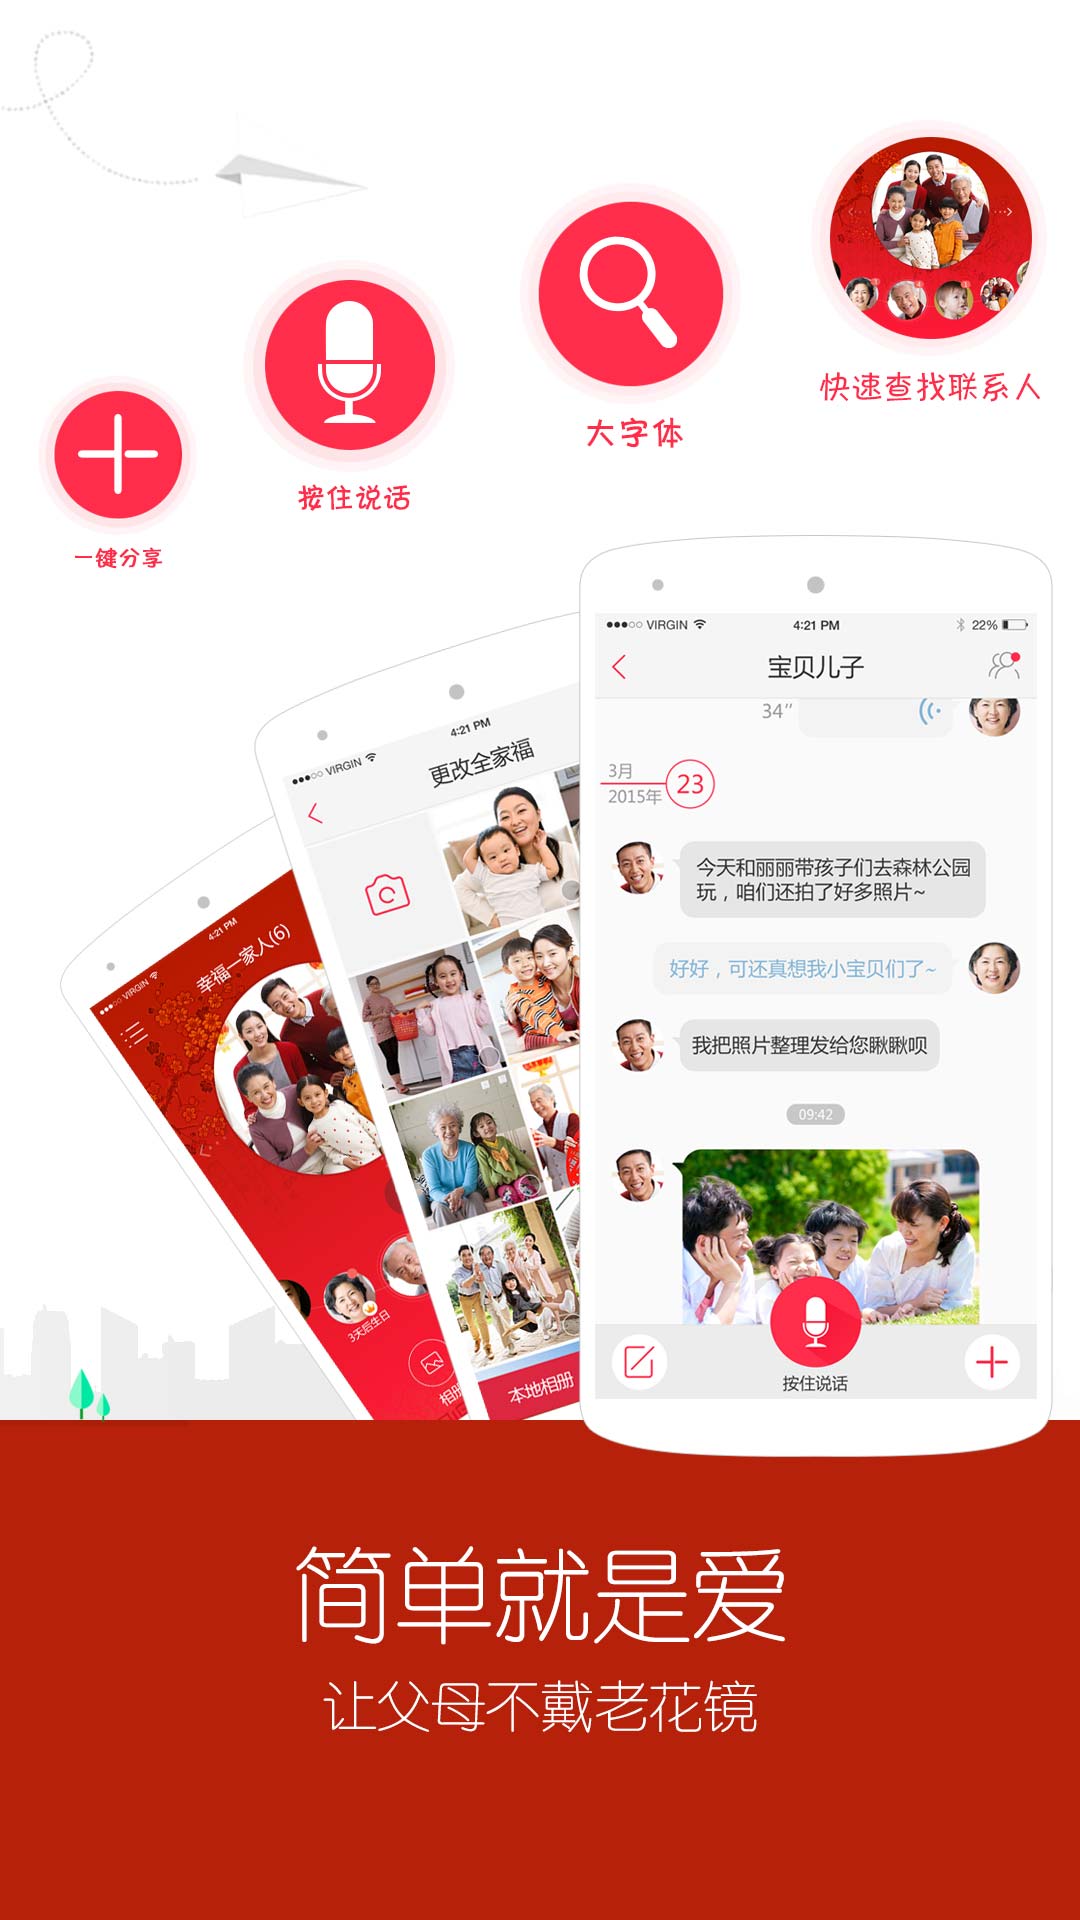 快速查找联系人
大字体
按住说话
一键分享
VIRGIN 4:21 PM 22%
宝贝儿子
34″
3月
2015年
23
今天和丽丽带孩子们去森林公园
玩，咱们还拍了好多照片~
好好，可还真想我小宝贝们了~
我把照片整理发给您瞅瞅呗
09:42
按住说话
VIRGIN 4:21 PM
更改全家福
本地相册
VIRGIN 4:21 PM
幸福一家人(6)
3天后生日
相册
简单就是爱
让父母不戴老花镜